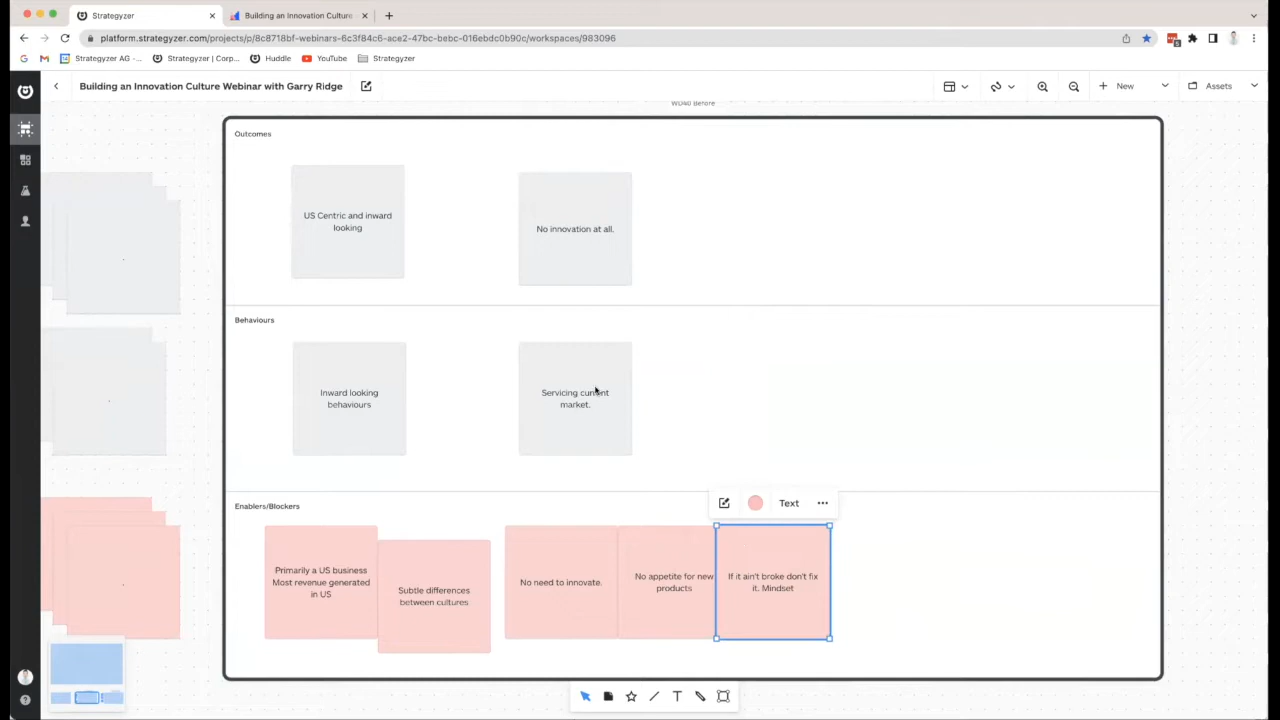 Strategyzer
Building an Innovation Culture
platform.strategyzer.com/projects/p/8c8718bf-webinars-6c3f84c6-ace2-47bc-bebc-016ebdc0b90c/workspaces/983096
Strategyzer AG -...
Strategyzer | Corp...
Huddle
YouTube
Strategyzer
Building an Innovation Culture Webinar with Garry Ridge
New
Assets
WD40 Before
Outcomes
US Centric and inward
looking
No innovation at all.
Behaviours
Inward looking
behaviours
Servicing current
market.
Text
Enablers/Blockers
Primarily a US business
Most revenue generated
in US
Subtle differences
between cultures
No need to innovate.
No appetite for new
products
If it ain't broke don't fix
it. Mindset